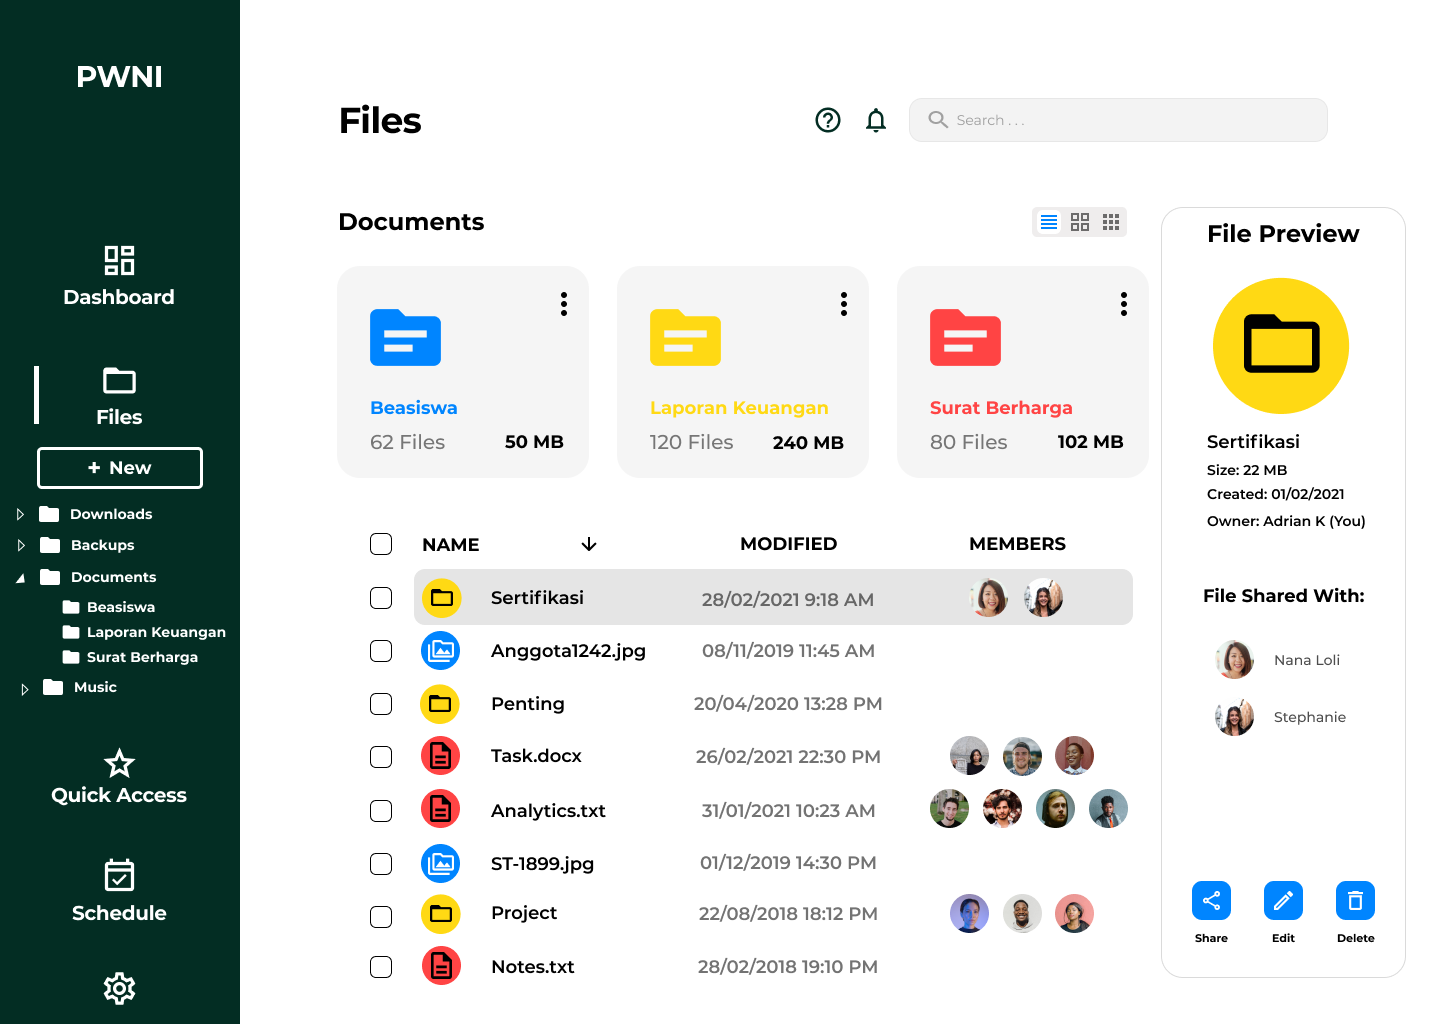 PWNI
Dashboard
Files
+ New
Downloads
Backups
Documents
Beasiswa
Laporan Keuangan
Surat Berharga
Music
Quick Access
Schedule
Files
Search . . .
Documents
Beasiswa
62 Files 50 MB
Laporan Keuangan
120 Files 240 MB
Surat Berharga
80 Files 102 MB
NAME MODIFIED MEMBERS
Sertifikasi 28/02/2021 9:18 AM
Anggota1242.jpg 08/11/2019 11:45 AM
Penting 20/04/2020 13:28 PM
Task.docx 26/02/2021 22:30 PM
Analytics.txt 31/01/2021 10:23 AM
ST-1899.jpg 01/12/2019 14:30 PM
Project 22/08/2018 18:12 PM
Notes.txt 28/02/2018 19:10 PM
File Preview
Sertifikasi
Size: 22 MB
Created: 01/02/2021
Owner: Adrian K (You)
File Shared With:
Nana Loli
Stephanie
Share Edit Delete